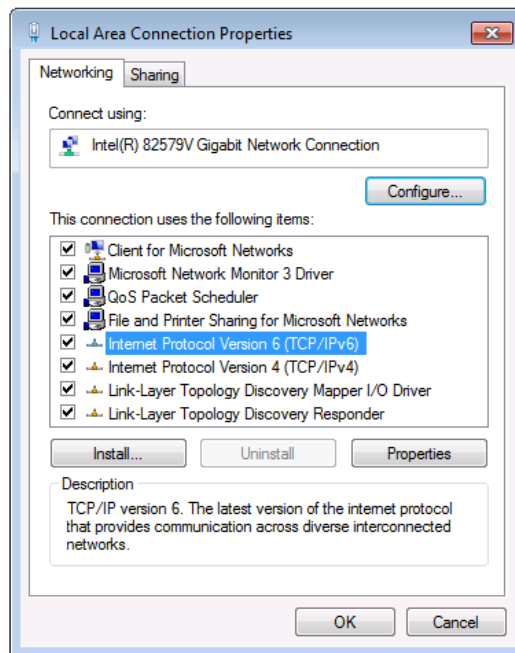 Local Area Connection Properties
Networking
Sharing
Connect using:
Intel(R) 82579V Gigabit Network Connection
Configure...
This connection uses the following items:
Client for Microsoft Networks
Microsoft Network Monitor 3 Driver
QoS Packet Scheduler
File and Printer Sharing for Microsoft Networks
Internet Protocol Version 6 (TCP/IPv6)
Internet Protocol Version 4 (TCP/IPv4)
Link-Layer Topology Discovery Mapper I/O Driver
Link-Layer Topology Discovery Responder
Install...
Uninstall
Properties
Description
TCP/IP version 6. The latest version of the internet protocol
that provides communication across diverse interconnected
networks.
OK
Cancel